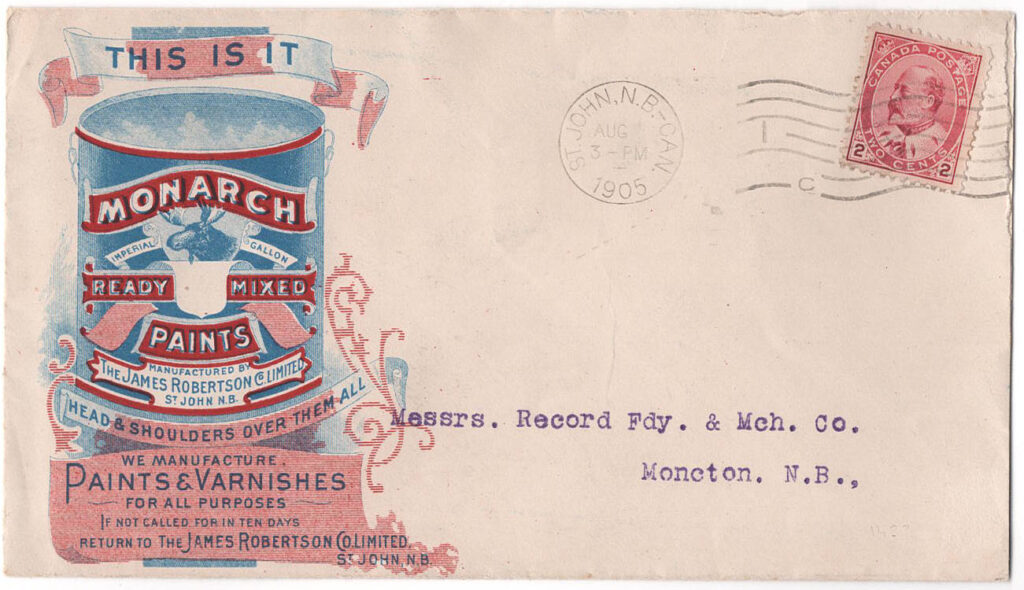 THIS IS IT
MONARCH
IMPERIAL GALLON
READY MIXED
PAINTS
MANUFACTURED BY
THE JAMES ROBERTSON CO. LIMITED
ST JOHN N.B.
HEAD & SHOULDERS OVER THEM ALL
WE MANUFACTURE.
PAINTS & VARNISHES
FOR ALL PURPOSES
IF NOT CALLED FOR IN TEN DAYS
RETURN TO THE JAMES ROBERTSON CO. LIMITED.
ST JOHN, N.B.
ST. JOHN, N.B.-CAN.
AUG
3-PM
1905
C
CANADA POSTAGE
2 TWO CENTS 2
Messrs. Record Fdy. & Mch. Co.
Moncton. N.B.,